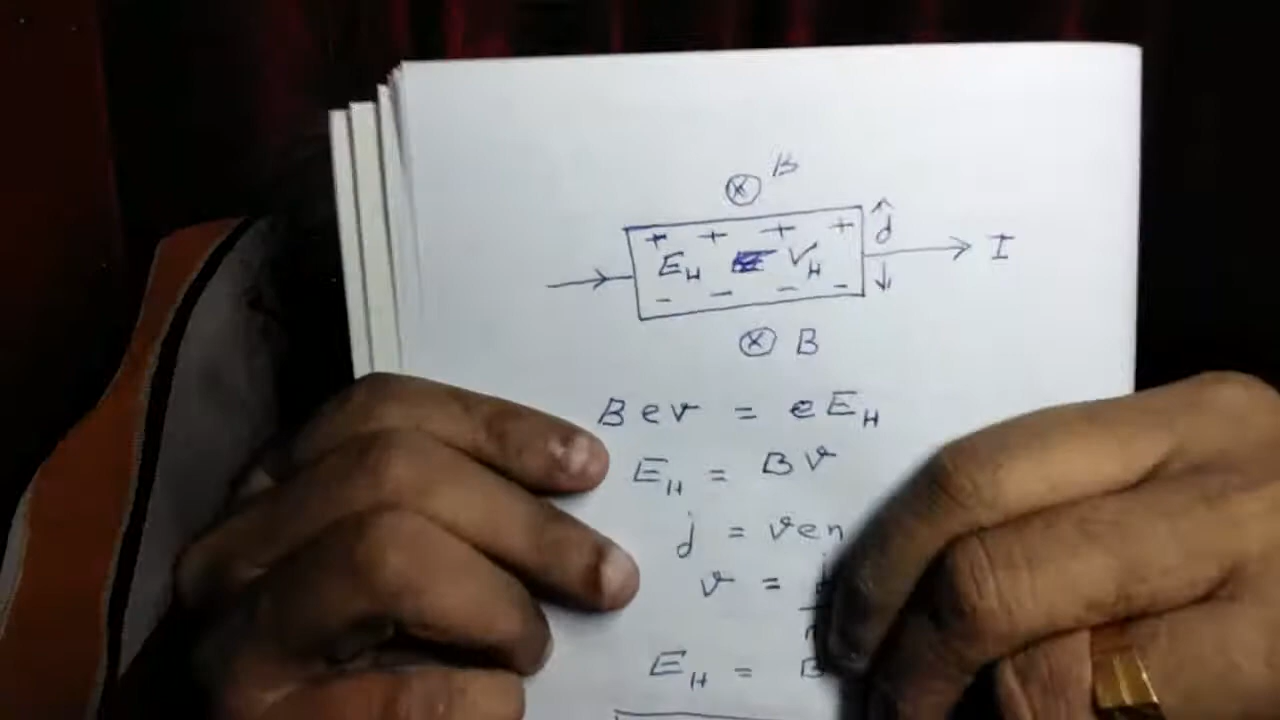 ⊗ B
+ + + + d
E_H V_H I
- - - -
⊗ B
Bev = eE_H
E_H = Bv
j = ven
v =
E_H = B